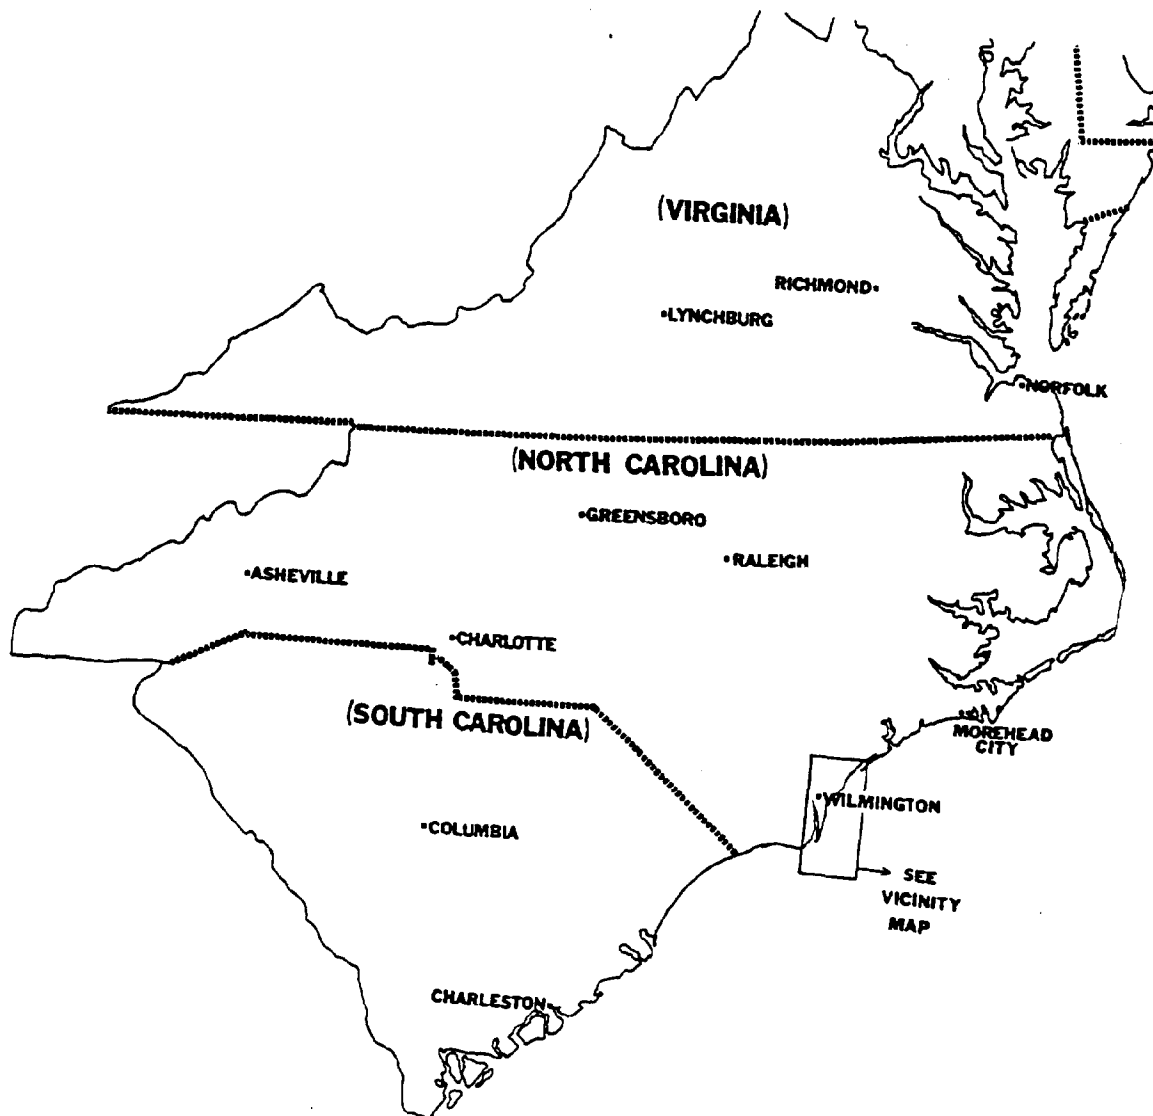 (VIRGINIA)
RICHMOND
LYNCHBURG
NORFOLK
(NORTH CAROLINA)
GREENSBORO
RALEIGH
ASHEVILLE
CHARLOTTE
(SOUTH CAROLINA)
MOREHEAD
CITY
WILMINGTON
COLUMBIA
SEE
VICINITY
MAP
CHARLESTON